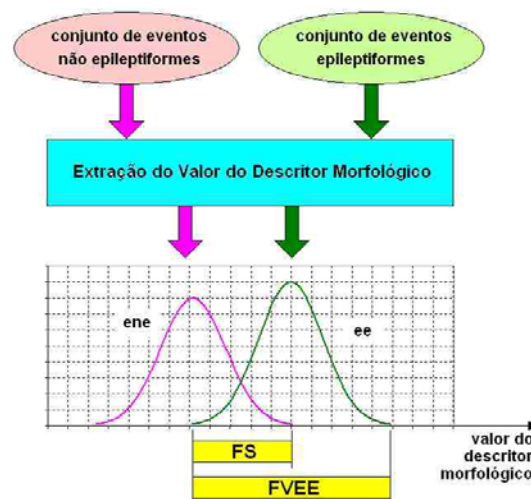 conjunto de eventos
não epileptiformes
conjunto de eventos
epileptiformes
Extração do Valor do Descritor Morfológico
ene
ee
valor do
descritor
morfológico
FS
FVEE